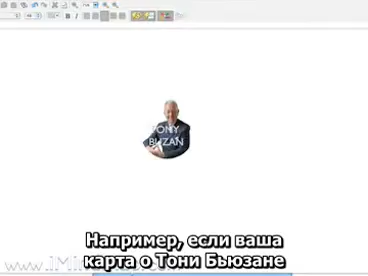 TONY
BUZAN
Например, если ваша
карта о Тони Бьюзане